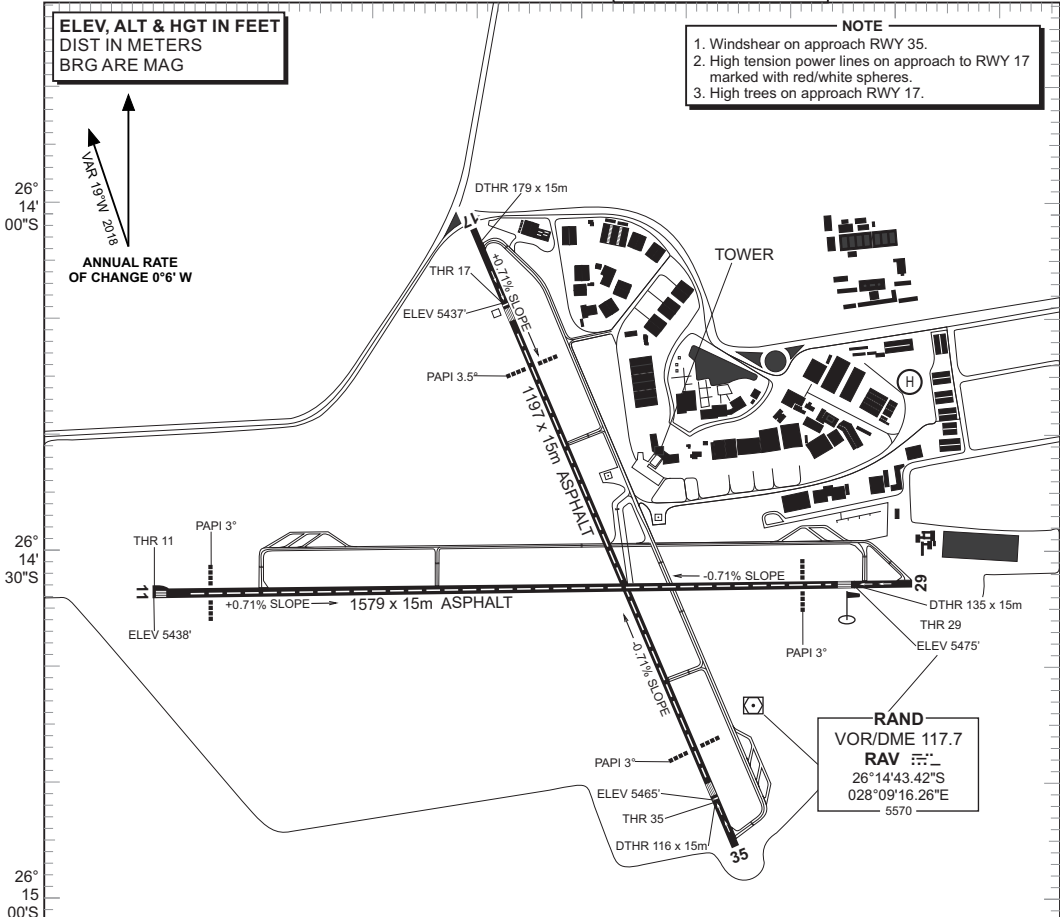 ELEV, ALT & HGT IN FEET
DIST IN METERS
BRG ARE MAG
NOTE
1. Windshear on approach RWY 35.
2. High tension power lines on approach to RWY 17
marked with red/white spheres.
3. High trees on approach RWY 17.
VAR 19°W 2018
ANNUAL RATE
OF CHANGE 0°6' W
26°
14'
00"S
DTHR 179 x 15m
17
THR 17
+0.71% SLOPE
ELEV 5437'
TOWER
PAPI 3.5°
H
1197 x 15m ASPHALT
26°
14'
30"S
THR 11
PAPI 3°
11
-0.71% SLOPE
29
+0.71% SLOPE
1579 x 15m ASPHALT
DTHR 135 x 15m
THR 29
ELEV 5475'
ELEV 5438'
PAPI 3°
-0.71% SLOPE
RAND
VOR/DME 117.7
RAV
26°14'43.42"S
028°09'16.26"E
5570
PAPI 3°
ELEV 5465'
THR 35
DTHR 116 x 15m
35
26°
15
00'S